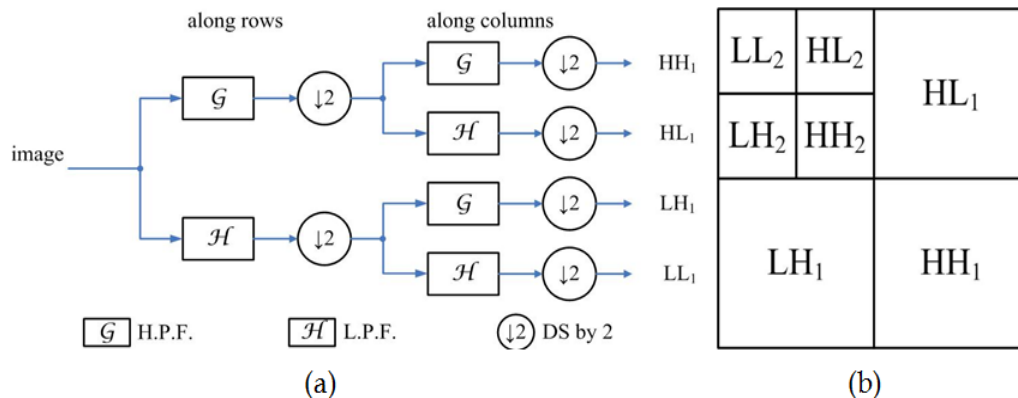 along rows
along columns
image
𝒢
↓2
𝒢
↓2
HH₁
ℋ
↓2
HL₁
ℋ
↓2
𝒢
↓2
LH₁
ℋ
↓2
LL₁
𝒢 H.P.F.
ℋ L.P.F.
↓2 DS by 2
(a)
LL₂ HL₂
HL₁
LH₂ HH₂
LH₁ HH₁
(b)